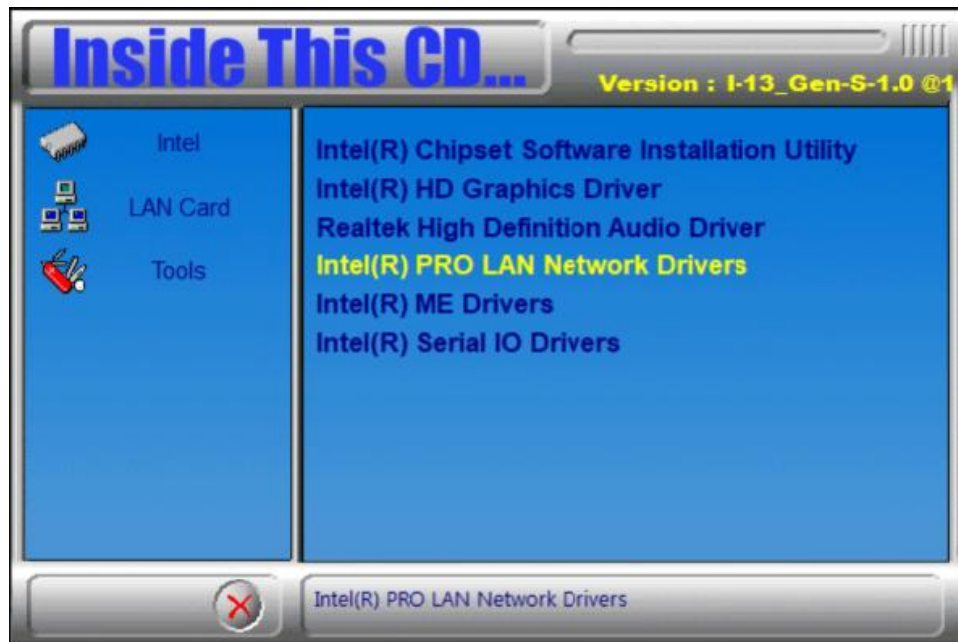 Inside This CD...
Version : I-13_Gen-S-1.0 @1
Intel
LAN Card
Tools
Intel(R) Chipset Software Installation Utility
Intel(R) HD Graphics Driver
Realtek High Definition Audio Driver
Intel(R) PRO LAN Network Drivers
Intel(R) ME Drivers
Intel(R) Serial IO Drivers
Intel(R) PRO LAN Network Drivers